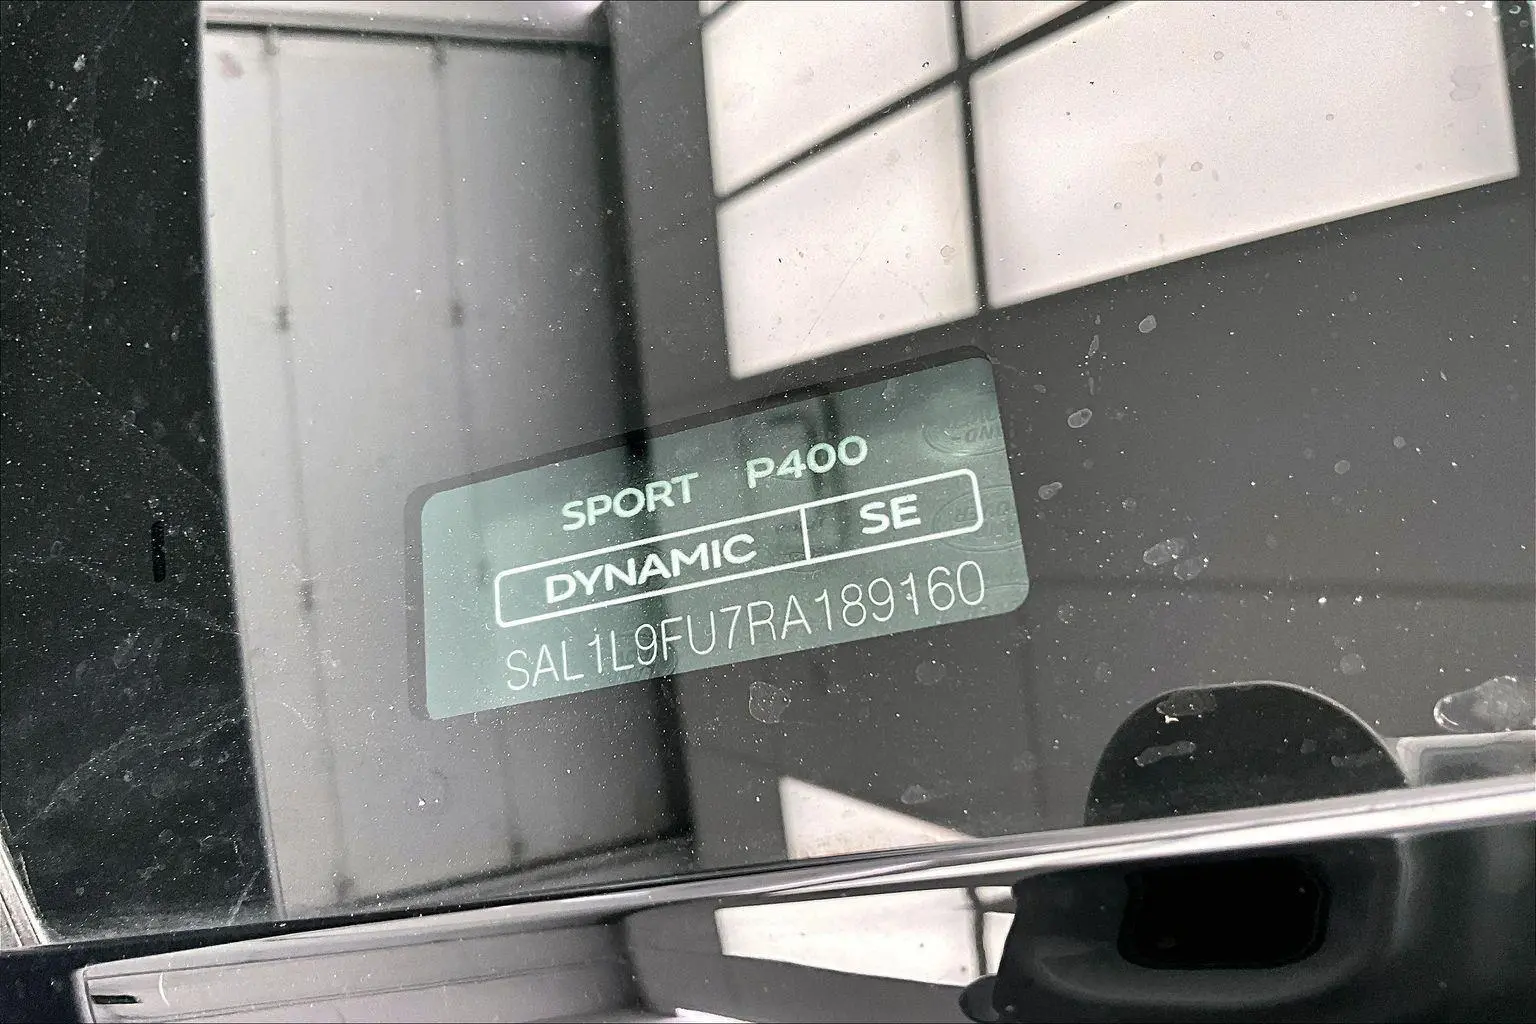 SPORT P400
DYNAMIC SE
SAL1L9FU7RA189160